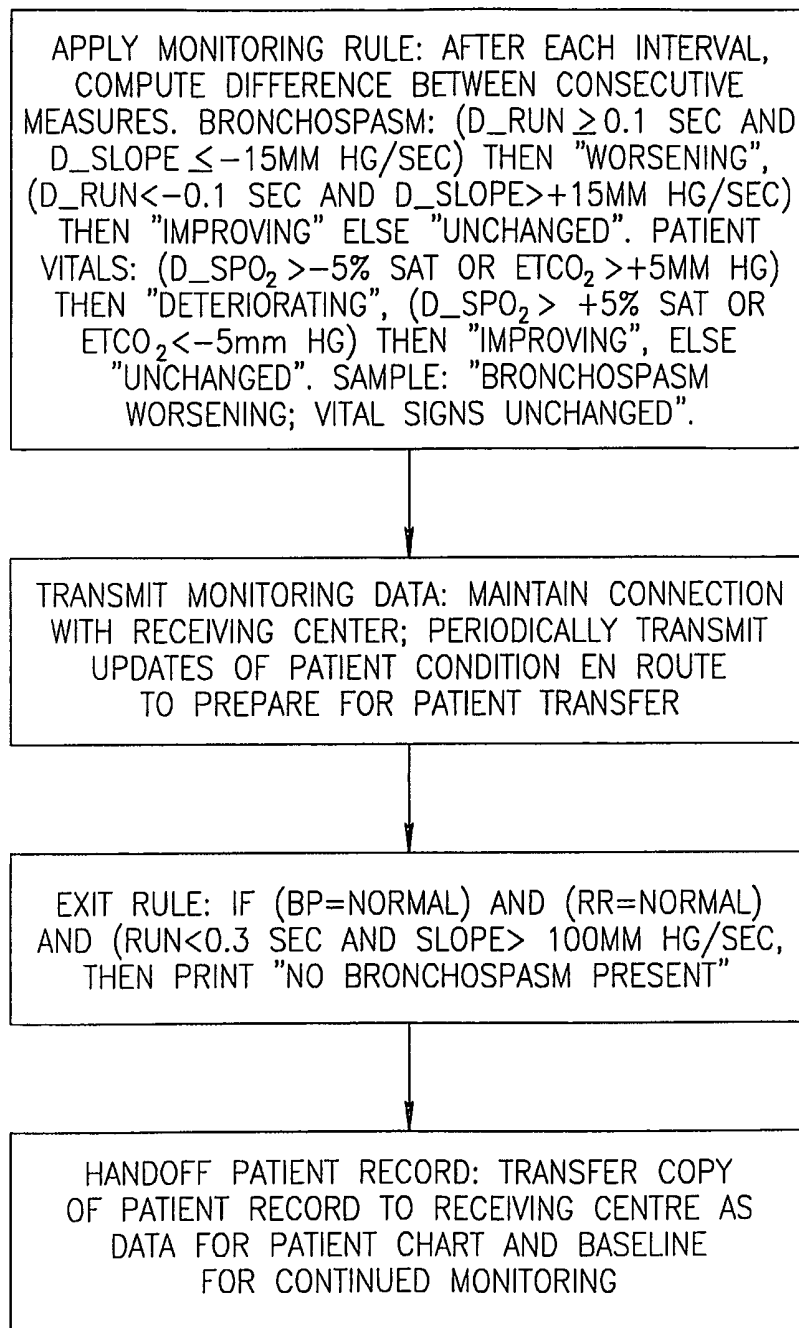 APPLY MONITORING RULE: AFTER EACH INTERVAL,
COMPUTE DIFFERENCE BETWEEN CONSECUTIVE
MEASURES. BRONCHOSPASM: (D_RUN ≥0.1 SEC AND
D_SLOPE ≤-15MM HG/SEC) THEN "WORSENING",
(D_RUN<-0.1 SEC AND D_SLOPE>+15MM HG/SEC)
THEN "IMPROVING" ELSE "UNCHANGED". PATIENT
VITALS: (D_SPO₂ >-5% SAT OR ETCO₂ >+5MM HG)
THEN "DETERIORATING", (D_SPO₂ > +5% SAT OR
ETCO₂<-5mm HG) THEN "IMPROVING", ELSE
"UNCHANGED". SAMPLE: "BRONCHOSPASM
WORSENING; VITAL SIGNS UNCHANGED".
TRANSMIT MONITORING DATA: MAINTAIN CONNECTION
WITH RECEIVING CENTER; PERIODICALLY TRANSMIT
UPDATES OF PATIENT CONDITION EN ROUTE
TO PREPARE FOR PATIENT TRANSFER
EXIT RULE: IF (BP=NORMAL) AND (RR=NORMAL)
AND (RUN<0.3 SEC AND SLOPE> 100MM HG/SEC,
THEN PRINT "NO BRONCHOSPASM PRESENT"
HANDOFF PATIENT RECORD: TRANSFER COPY
OF PATIENT RECORD TO RECEIVING CENTRE AS
DATA FOR PATIENT CHART AND BASELINE
FOR CONTINUED MONITORING